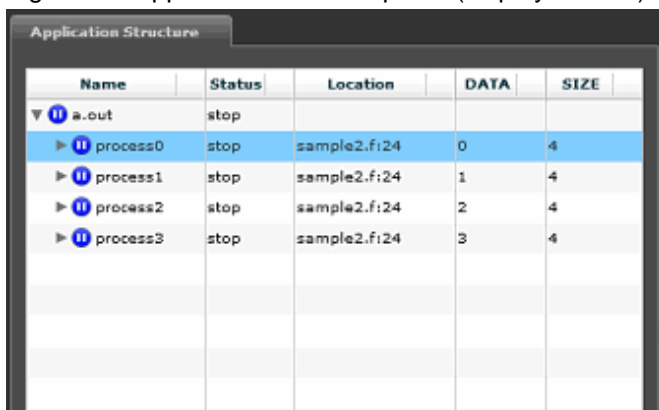 Application Structure
Name Status Location DATA SIZE
a.out stop
process0 stop sample2.f:24 0 4
process1 stop sample2.f:24 1 4
process2 stop sample2.f:24 2 4
process3 stop sample2.f:24 3 4